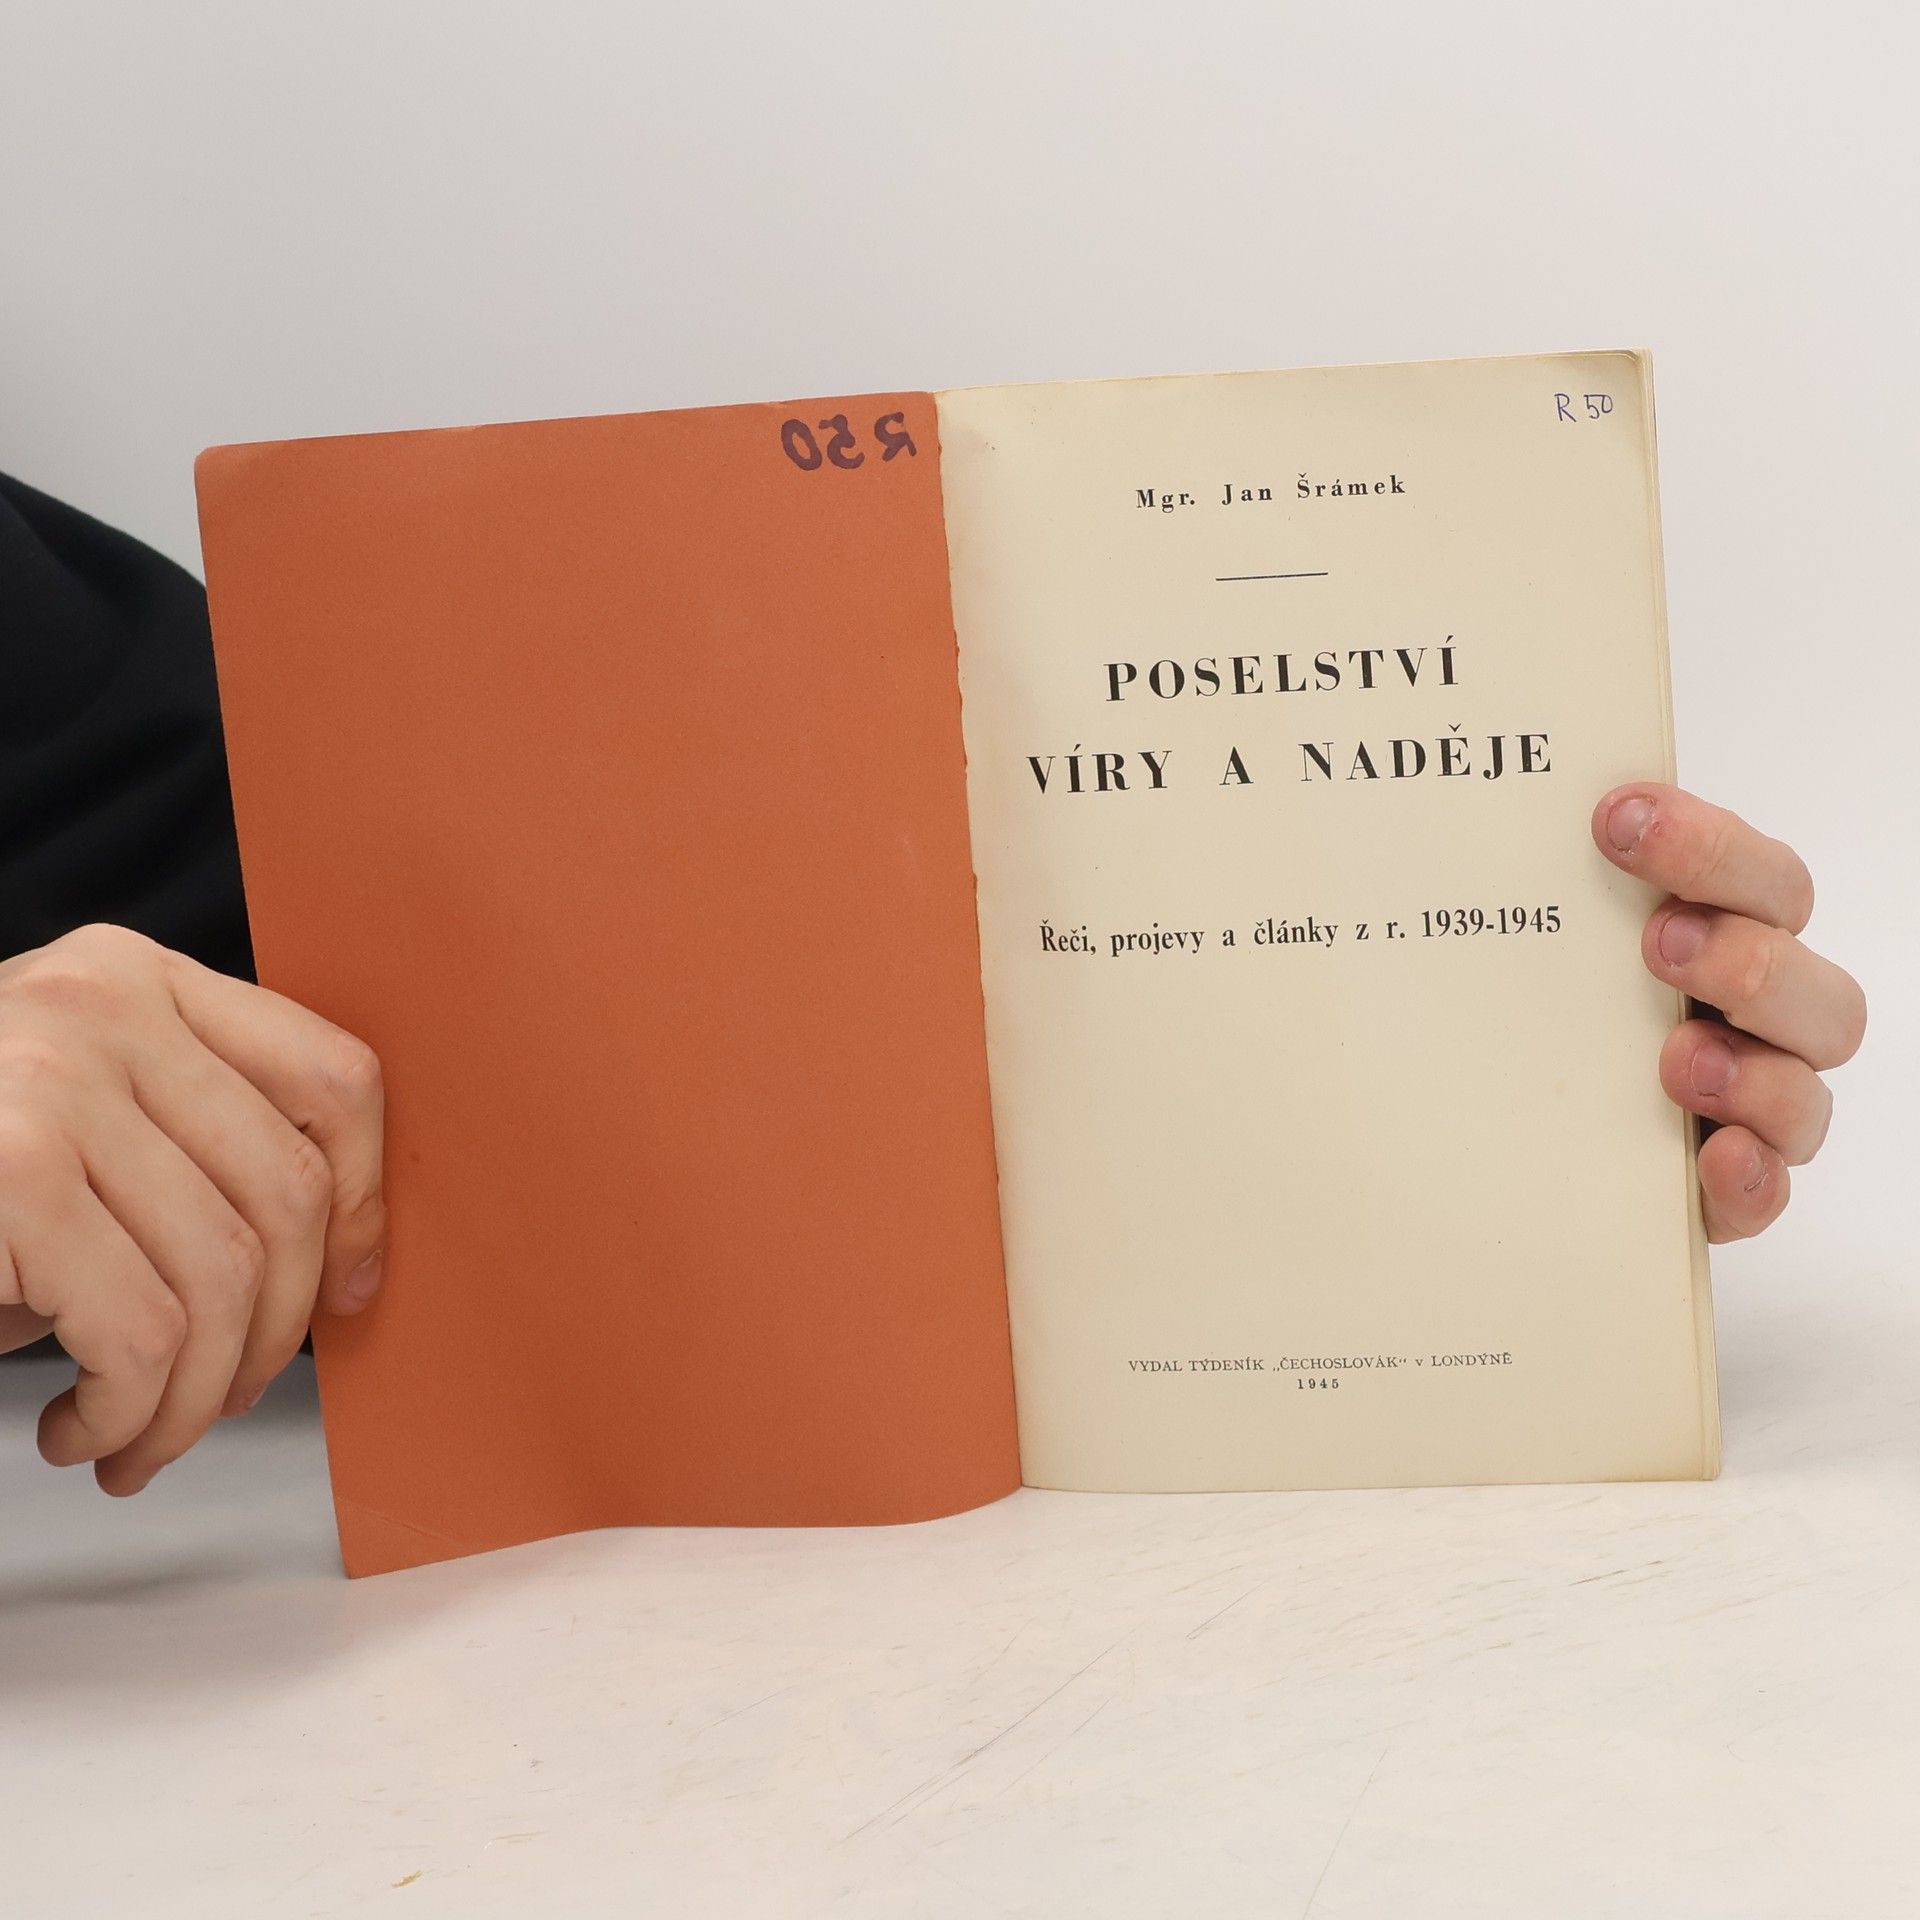 R 50
R 50
Mgr. Jan Šrámek
POSELSTVÍ
VÍRY A NADĚJE
Řeči, projevy a články z r. 1939-1945
VYDAL TÝDENÍK „ČECHOSLOVÁK“ v LONDÝNĚ
1945